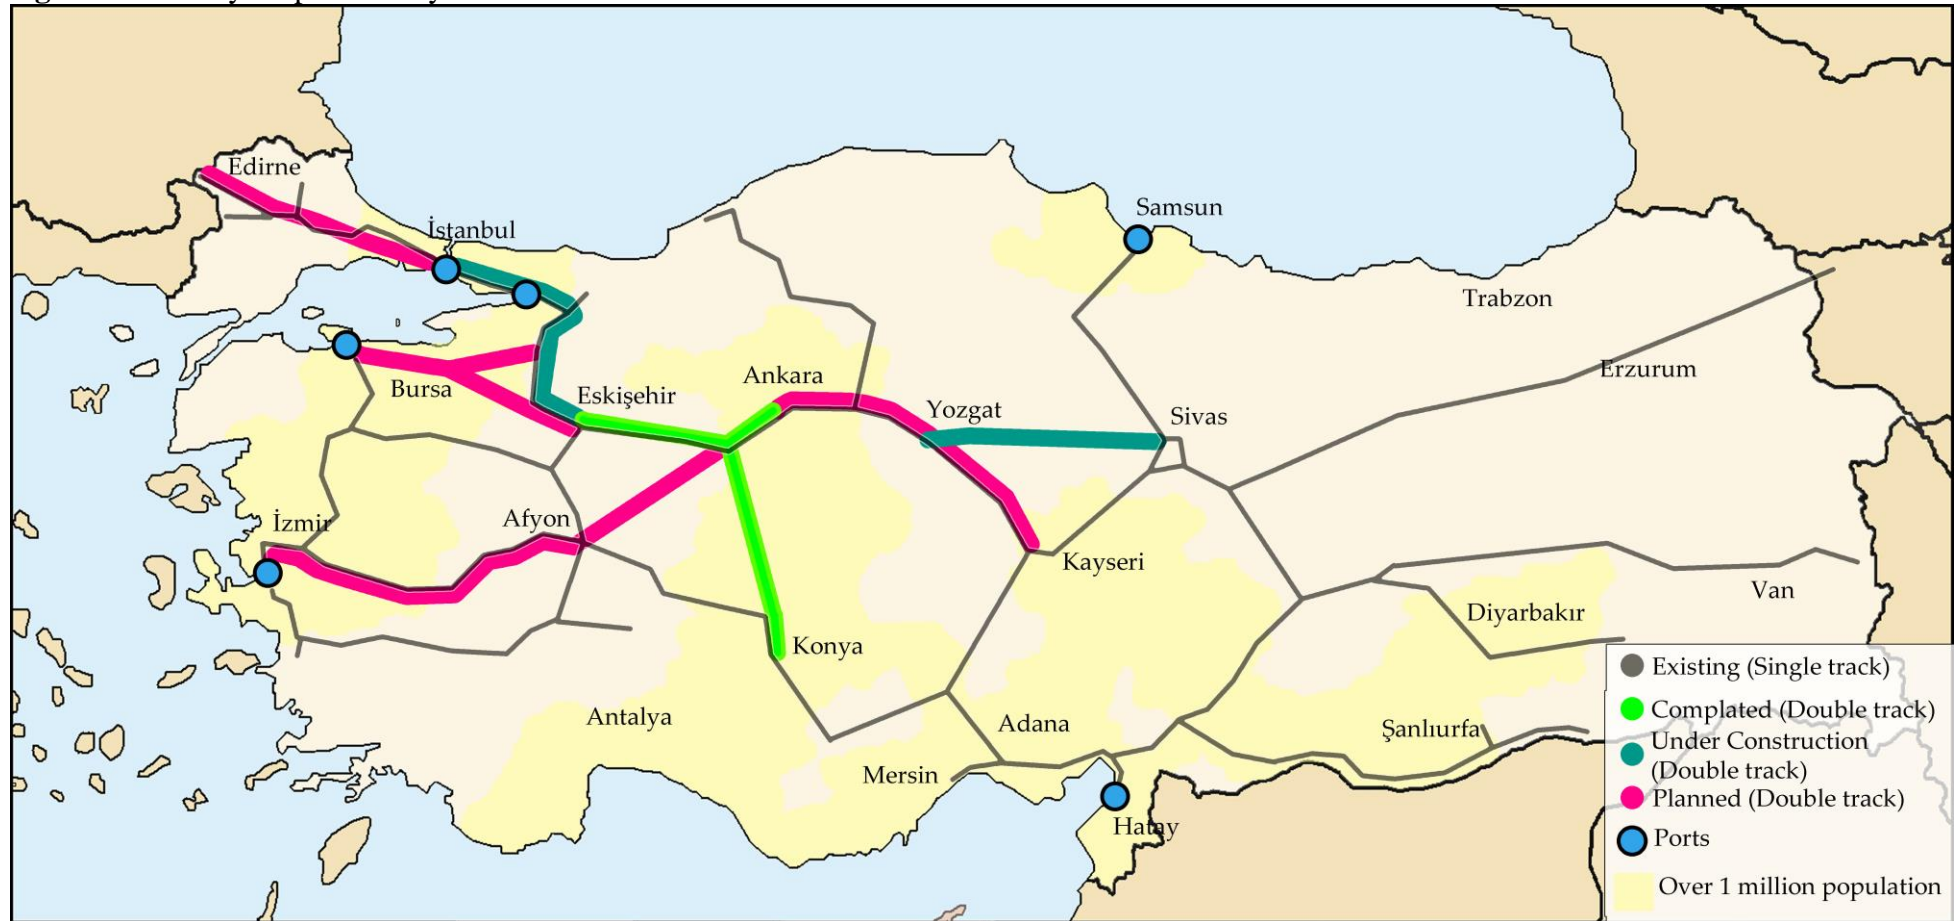 Edirne
İstanbul
Samsun
Trabzon
Bursa
Eskişehir
Ankara
Yozgat
Sivas
Erzurum
İzmir
Afyon
Kayseri
Konya
Diyarbakır
Van
Antalya
Adana
Mersin
Şanlıurfa
Hatay
Existing (Single track)
Complated (Double track)
Under Construction
(Double track)
Planned (Double track)
Ports
Over 1 million population